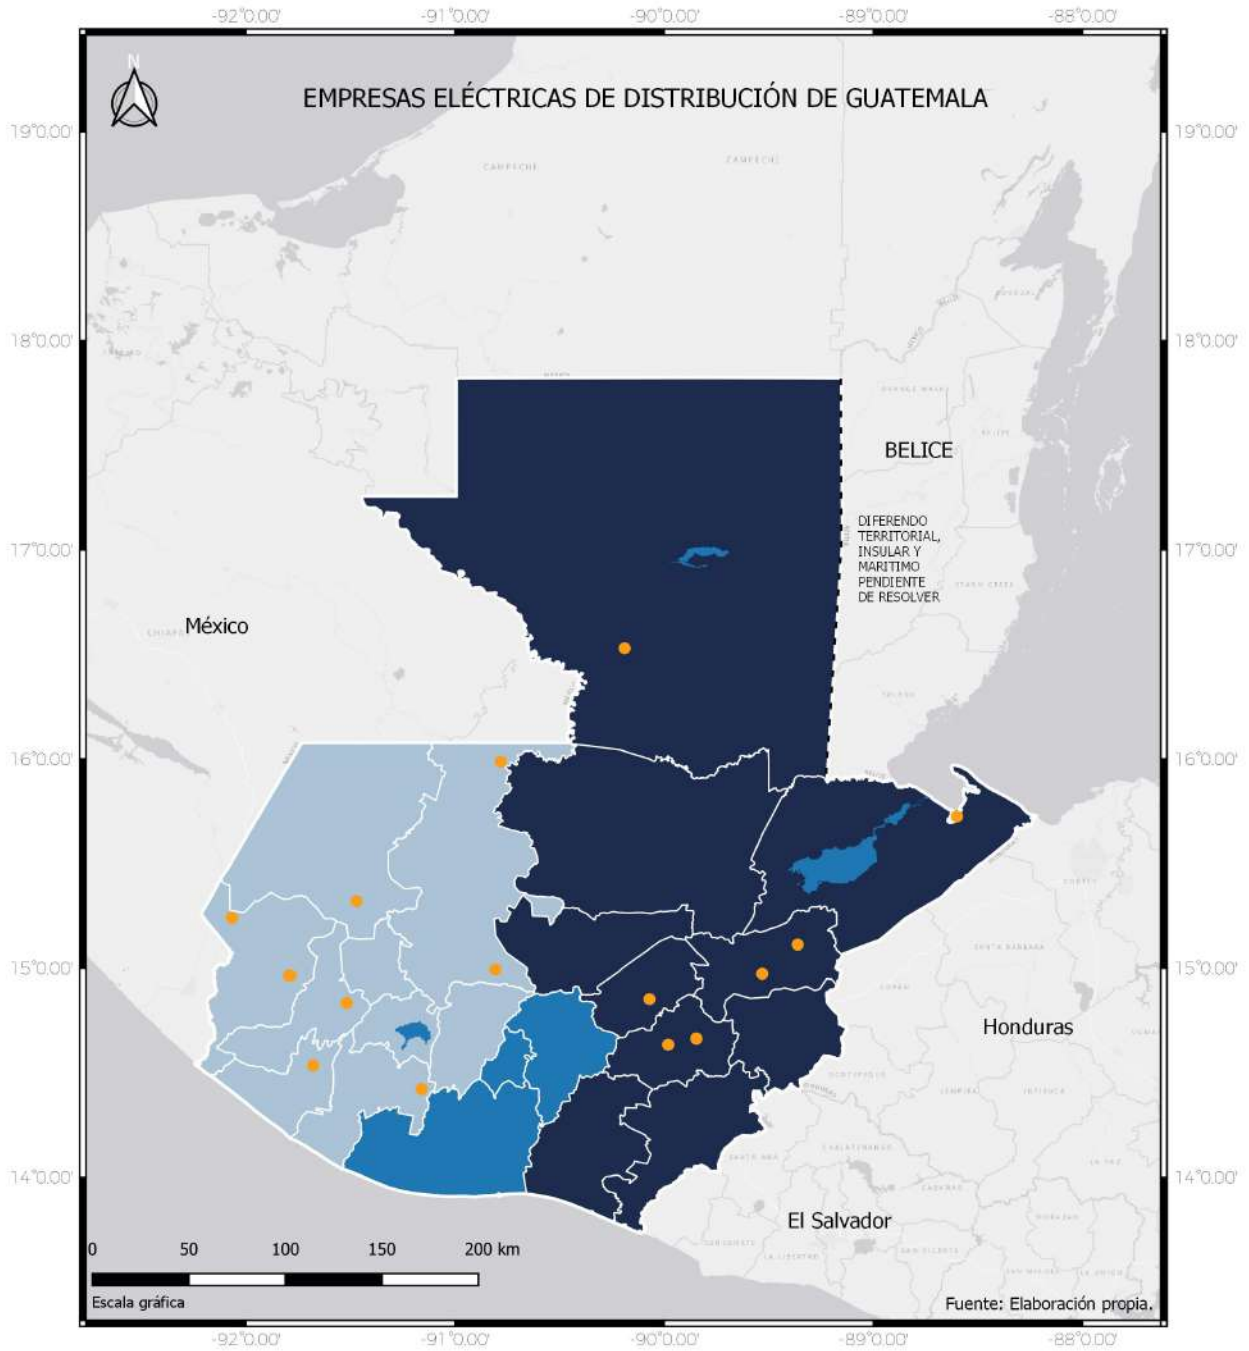 -92°0.00' -91°0.00' -90°0.00' -89°0.00' -88°0.00'
N
EMPRESAS ELÉCTRICAS DE DISTRIBUCIÓN DE GUATEMALA
19°0.00' 19°0.00'
CAMPECHE CAMPECHE
18°0.00' 18°0.00'
BELICE
DIFERENDO
TERRITORIAL,
INSULAR Y
MARITIMO
PENDIENTE
DE RESOLVER
17°0.00' 17°0.00'
México
16°0.00' 16°0.00'
15°0.00' 15°0.00'
Honduras
14°0.00' 14°0.00'
El Salvador
0 50 100 150 200 km
Escala gráfica
Fuente: Elaboración propia.
-92°0.00' -91°0.00' -90°0.00' -89°0.00' -88°0.00'